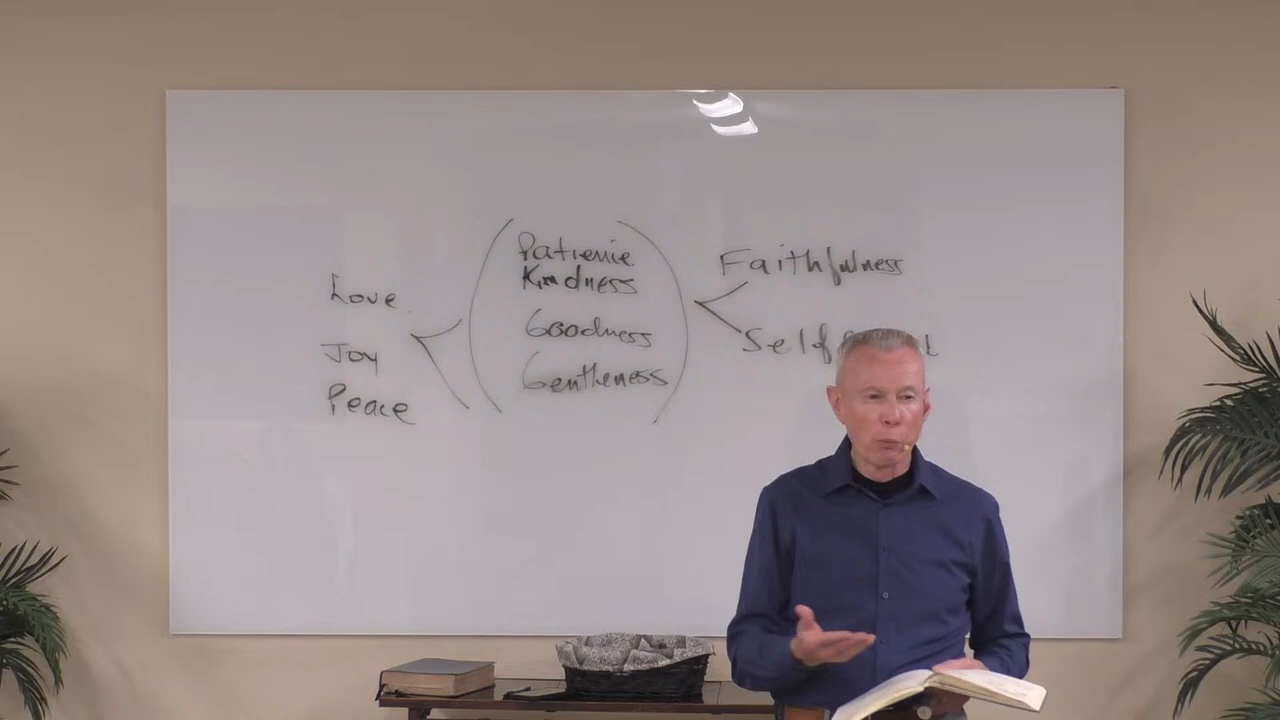 Love
Joy
Peace
Patience
Kindness
Goodness
Gentleness
Faithfulness
Self